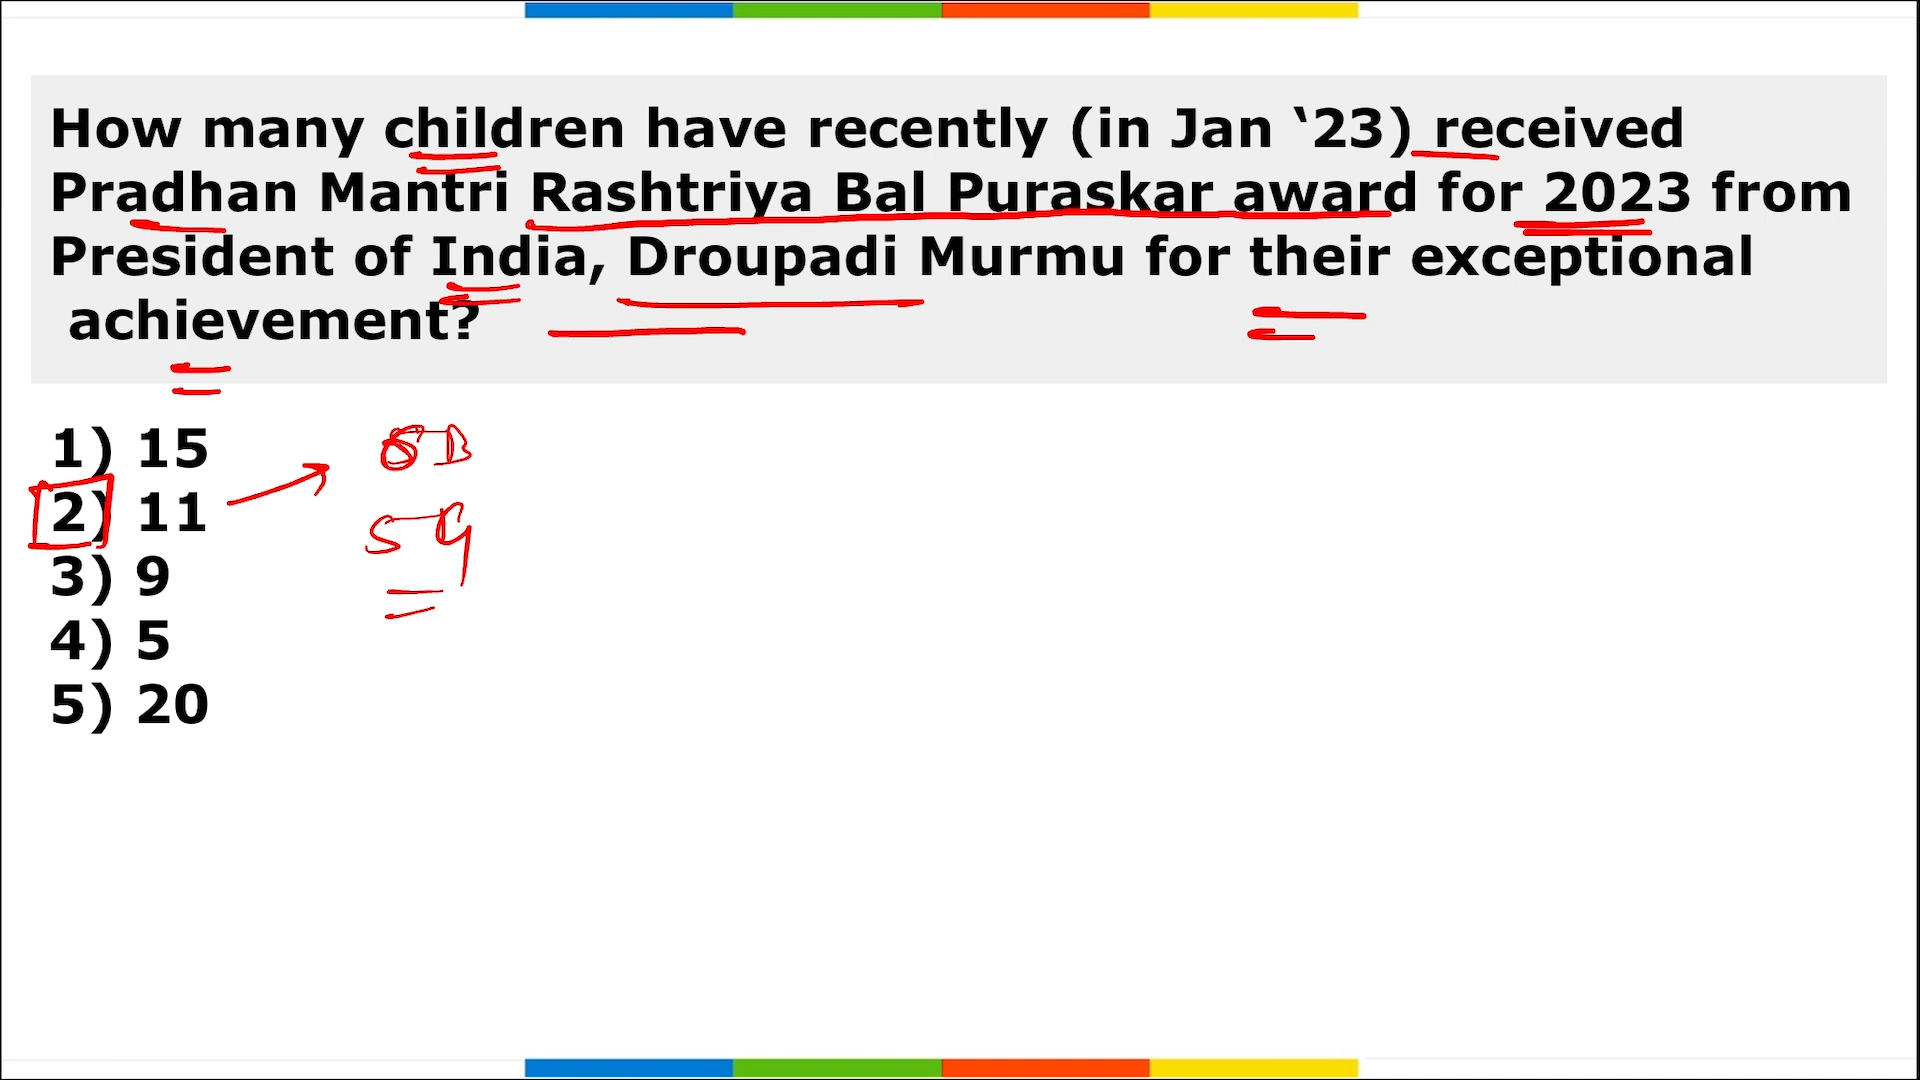 How many children have recently (in Jan ‘23) received
Pradhan Mantri Rashtriya Bal Puraskar award for 2023 from
President of India, Droupadi Murmu for their exceptional
achievement?
1) 15
2) 11
3) 9
4) 5
5) 20
B
5 G